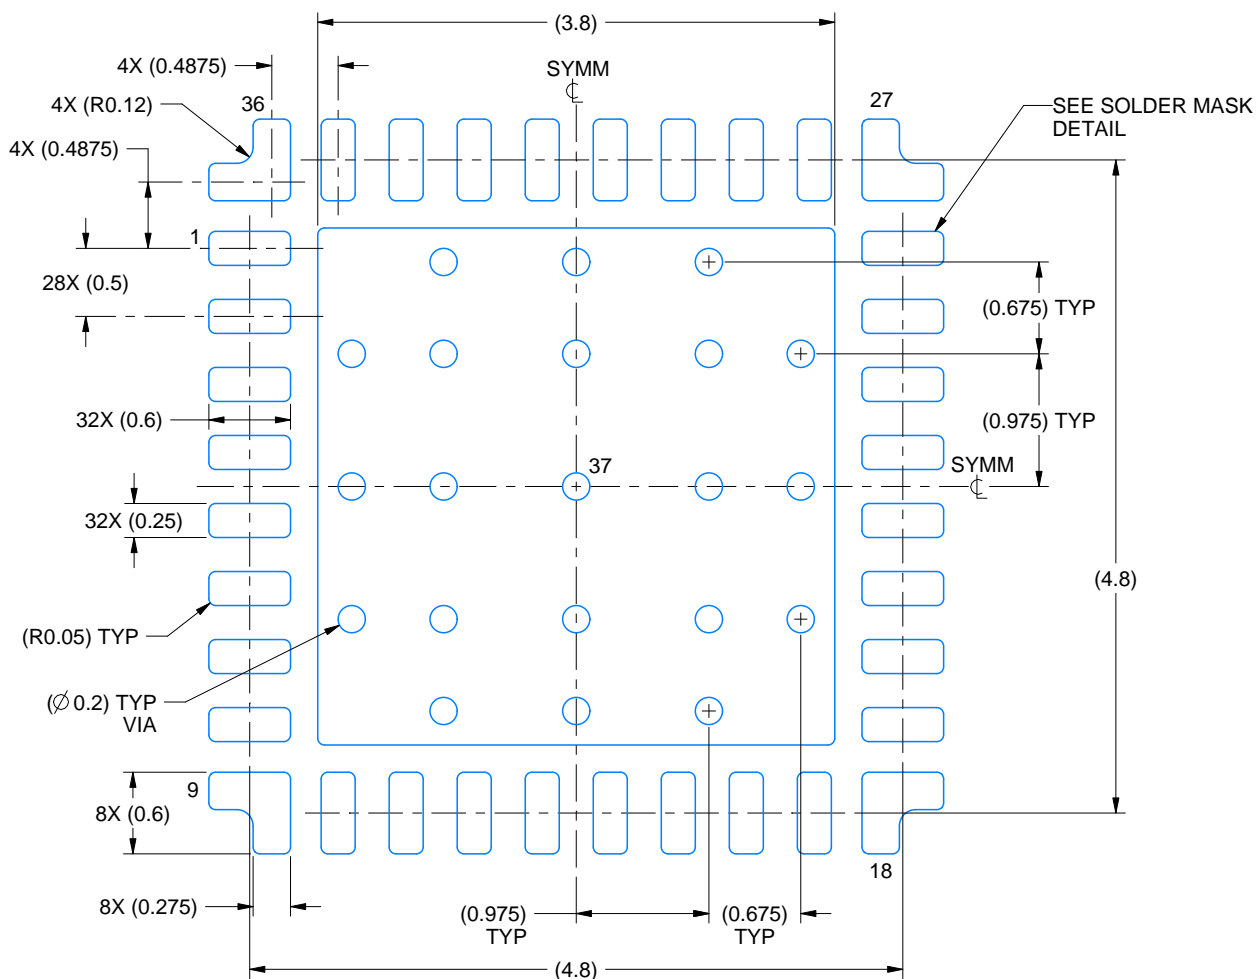 (3.8)
4X (0.4875)
SYMM
℄
4X (R0.12)
36
27
SEE SOLDER MASK
DETAIL
4X (0.4875)
1
28X (0.5)
(0.675) TYP
32X (0.6)
(0.975) TYP
37
SYMM
℄
32X (0.25)
(4.8)
(R0.05) TYP
(∅0.2) TYP
VIA
9
8X (0.6)
18
8X (0.275)
(0.975)
TYP
(0.675)
TYP
(4.8)